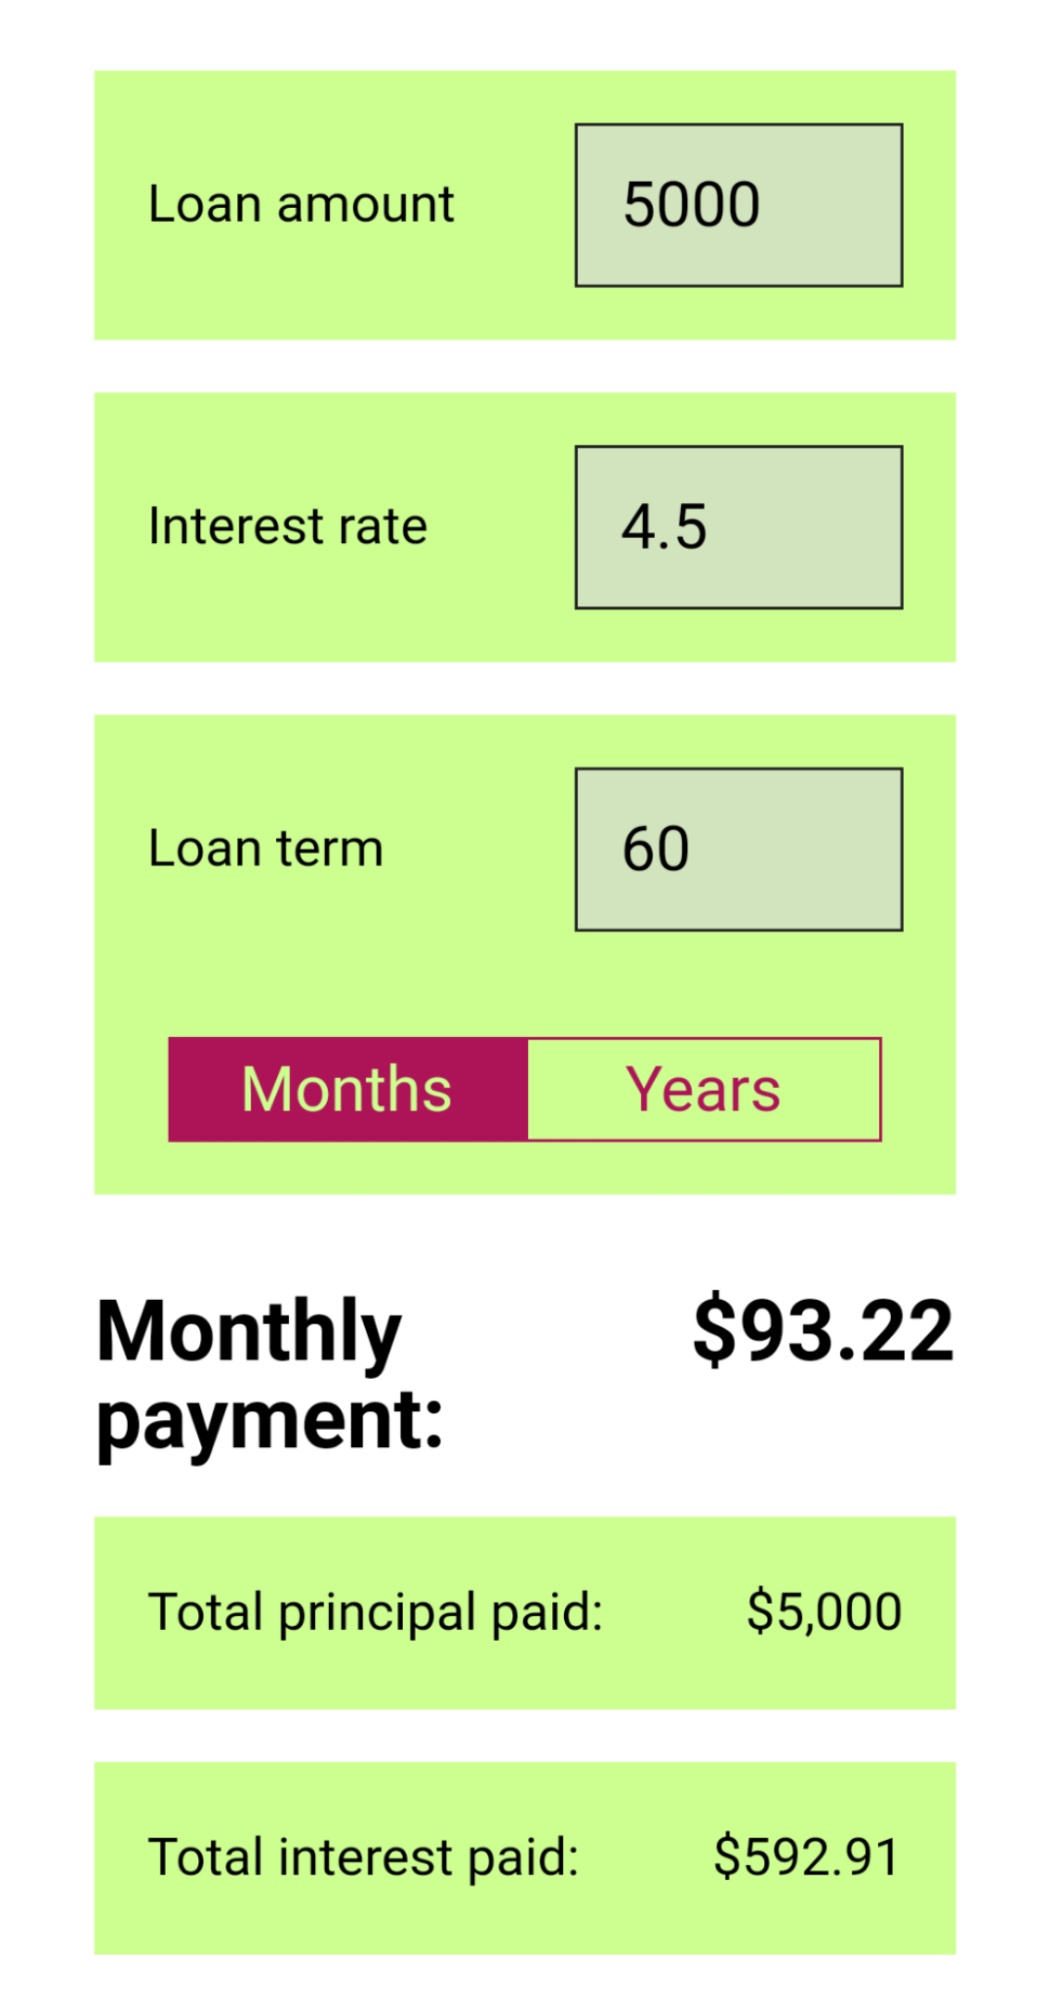 Loan amount 5000
Interest rate 4.5
Loan term 60
Months Years
Monthly $93.22
payment:
Total principal paid: $5,000
Total interest paid: $592.91